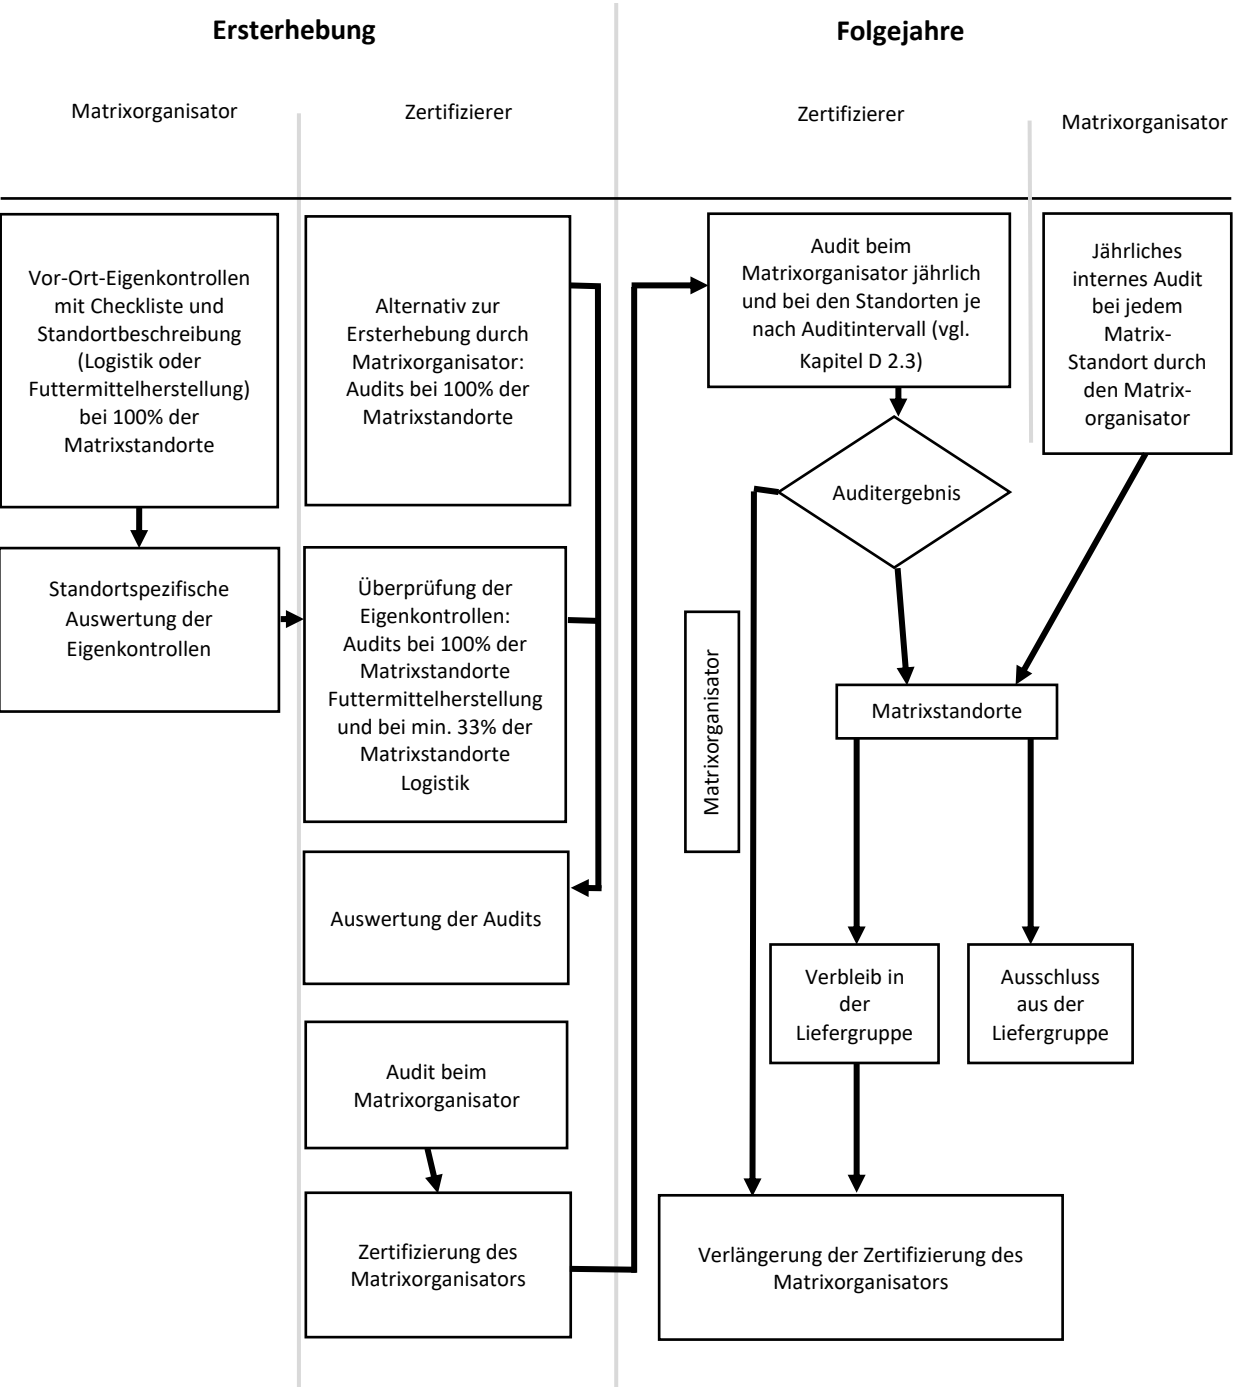 Ersterhebung
Folgejahre
Matrixorganisator
Zertifizierer
Zertifizierer
Matrixorganisator
Vor-Ort-Eigenkontrollen
mit Checkliste und
Standortbeschreibung
(Logistik oder
Futtermittelherstellung)
bei 100% der
Matrixstandorte
Standortspezifische
Auswertung der
Eigenkontrollen
Alternativ zur
Ersterhebung durch
Matrixorganisator:
Audits bei 100% der
Matrixstandorte
Überprüfung der
Eigenkontrollen:
Audits bei 100% der
Matrixstandorte
Futtermittelherstellung
und bei min. 33% der
Matrixstandorte
Logistik
Auswertung der Audits
Audit beim
Matrixorganisator
Zertifizierung des
Matrixorganisators
Audit beim
Matrixorganisator jährlich
und bei den Standorten je
nach Auditintervall (vgl.
Kapitel D 2.3)
Auditergebnis
Matrixorganisator
Jährliches
internes Audit
bei jedem
Matrix-
Standort durch
den Matrix-
organisator
Matrixstandorte
Verbleib in
der
Liefergruppe
Ausschluss
aus der
Liefergruppe
Verlängerung der Zertifizierung des
Matrixorganisators